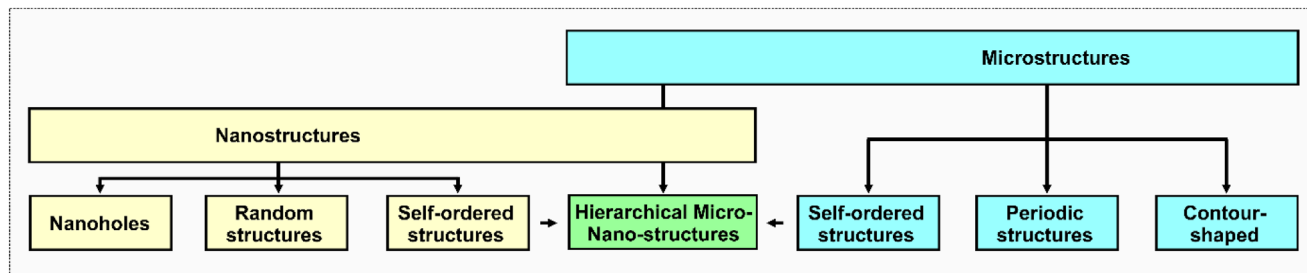 Microstructures
Nanostructures
Nanoholes
Random
structures
Self-ordered
structures
Hierarchical Micro-
Nano-structures
Self-ordered
structures
Periodic
structures
Contour-
shaped